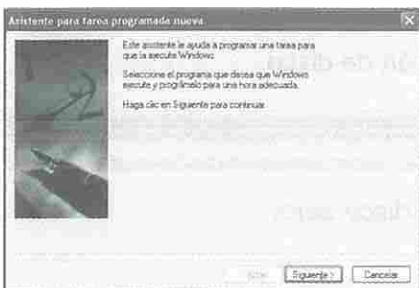 Asistente para tarea programada nueva
Este asistente le ayuda a programar una tarea para
que la ejecute Windows.
Seleccione el programa que desea que Windows
ejecute y prográmelo para una hora adecuada.
Haga clic en Siguiente para continuar.
Siguiente >
Cancelar